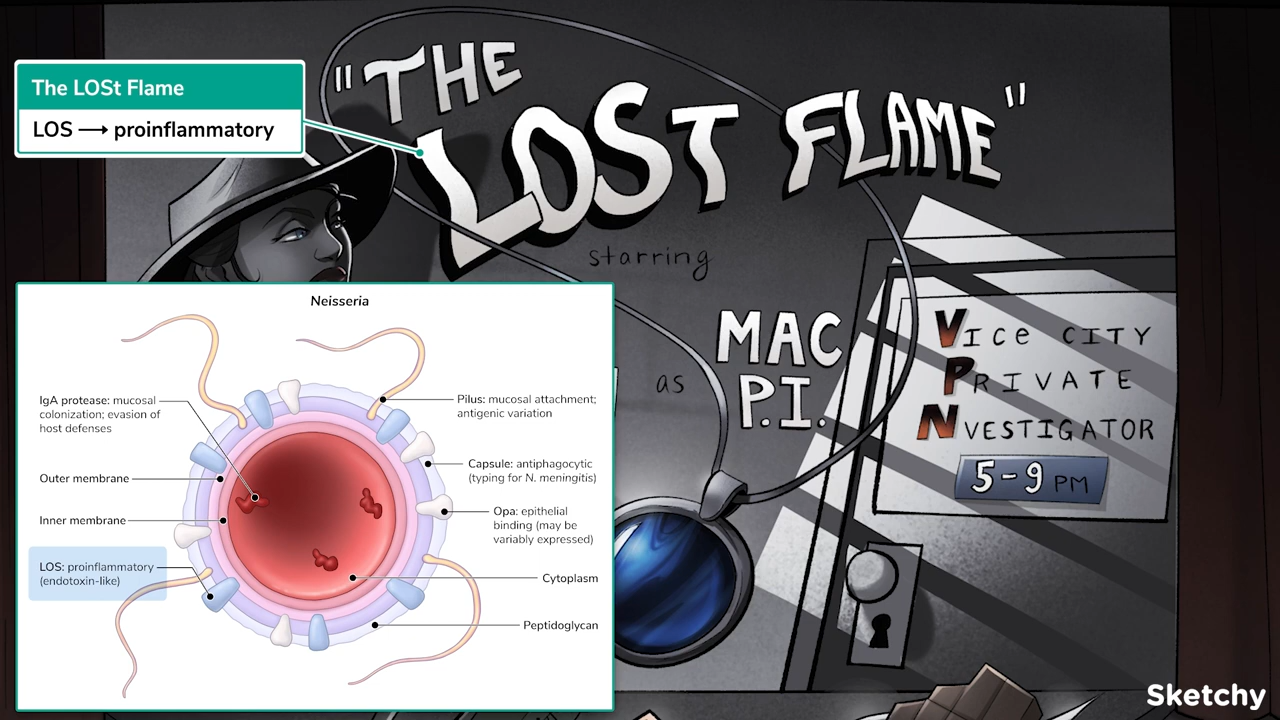 The LOSt Flame
LOS → proinflammatory
"THE
LOST FLAME"
starring
MAC
as
P.I.
VICE CITY
PRIVATE
NVESTIGATOR
5-9 PM
Neisseria
IgA protease: mucosal
colonization; evasion of
host defenses
Outer membrane
Inner membrane
LOS: proinflammatory
(endotoxin-like)
Pilus: mucosal attachment;
antigenic variation
Capsule: antiphagocytic
(typing for N. meningitis)
Opa: epithelial
binding (may be
variably expressed)
Cytoplasm
Peptidoglycan
Sketchy